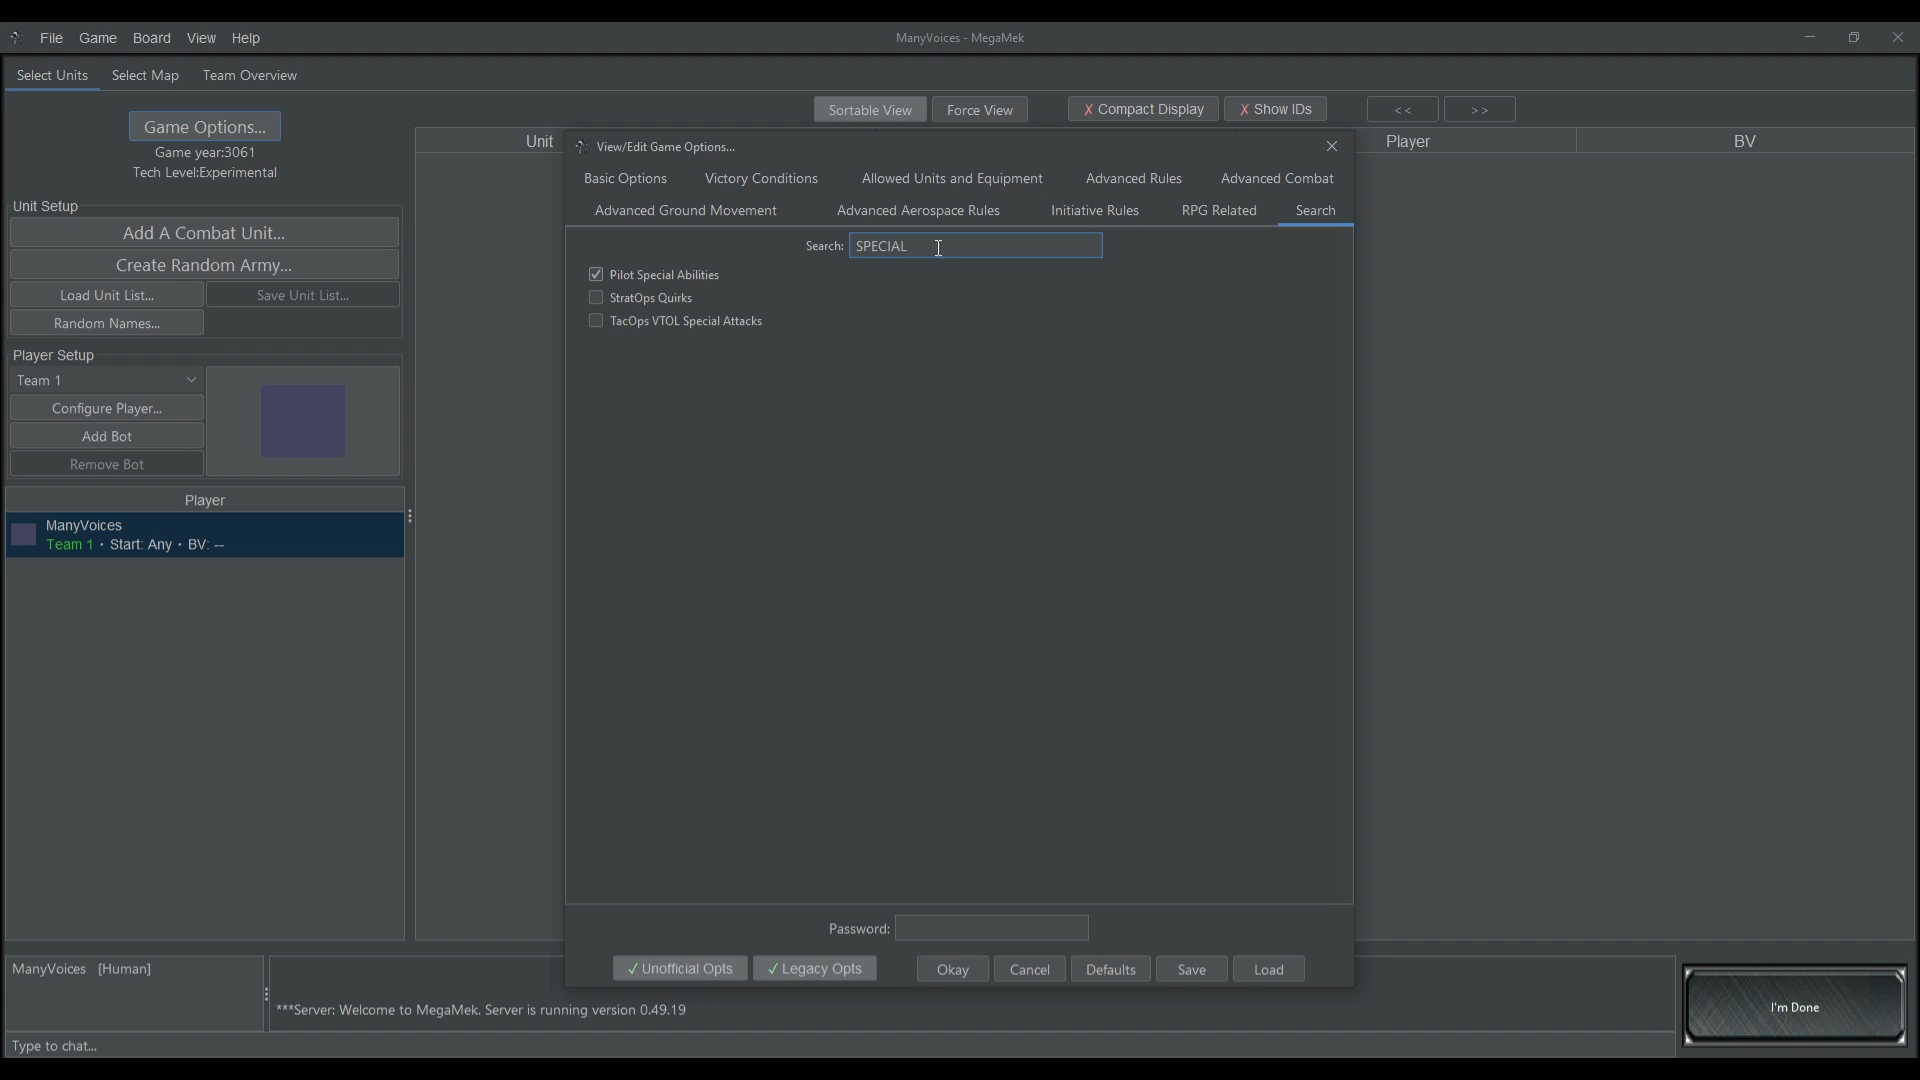 File Game Board View Help
ManyVoices - MegaMek
Select Units Select Map Team Overview
Sortable View Force View ✗ Compact Display ✗ Show IDs << >>
Game Options...
Game year:3061
Tech Level:Experimental
Unit Setup
Add A Combat Unit...
Create Random Army...
Load Unit List... Save Unit List...
Random Names...
Player Setup
Team 1
Configure Player...
Add Bot
Remove Bot
Player
ManyVoices
Team 1 · Start: Any · BV: --
Unit Player BV
View/Edit Game Options...
Basic Options Victory Conditions Allowed Units and Equipment Advanced Rules Advanced Combat
Advanced Ground Movement Advanced Aerospace Rules Initiative Rules RPG Related Search
Search: SPECIAL
Pilot Special Abilities
StratOps Quirks
TacOps VTOL Special Attacks
Password:
✓ Unofficial Opts ✓ Legacy Opts Okay Cancel Defaults Save Load
ManyVoices [Human]
***Server: Welcome to MegaMek. Server is running version 0.49.19
Type to chat...
I'm Done